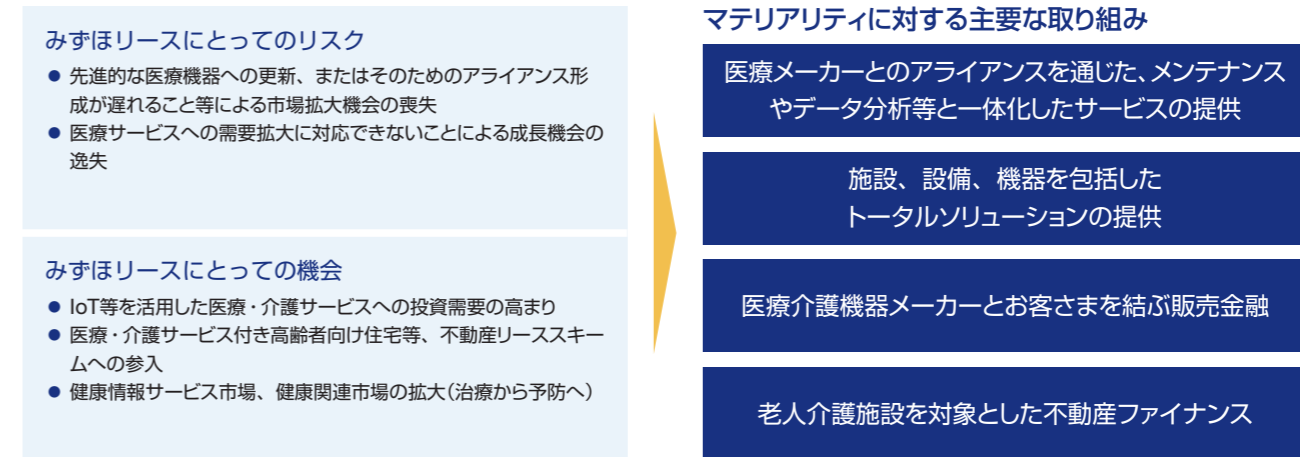 みずほリースにとってのリスク
● 先進的な医療機器への更新、またはそのためのアライアンス形
成が遅れること等による市場拡大機会の喪失
● 医療サービスへの需要拡大に対応できないことによる成長機会の
逸失
みずほリースにとっての機会
● IoT等を活用した医療・介護サービスへの投資需要の高まり
● 医療・介護サービス付き高齢者向け住宅等、不動産リーススキー
ムへの参入
● 健康情報サービス市場、健康関連市場の拡大(治療から予防へ)
マテリアリティに対する主要な取り組み
医療メーカーとのアライアンスを通じた、メンテナンス
やデータ分析等と一体化したサービスの提供
施設、設備、機器を包括した
トータルソリューションの提供
医療介護機器メーカーとお客さまを結ぶ販売金融
老人介護施設を対象とした不動産ファイナンス